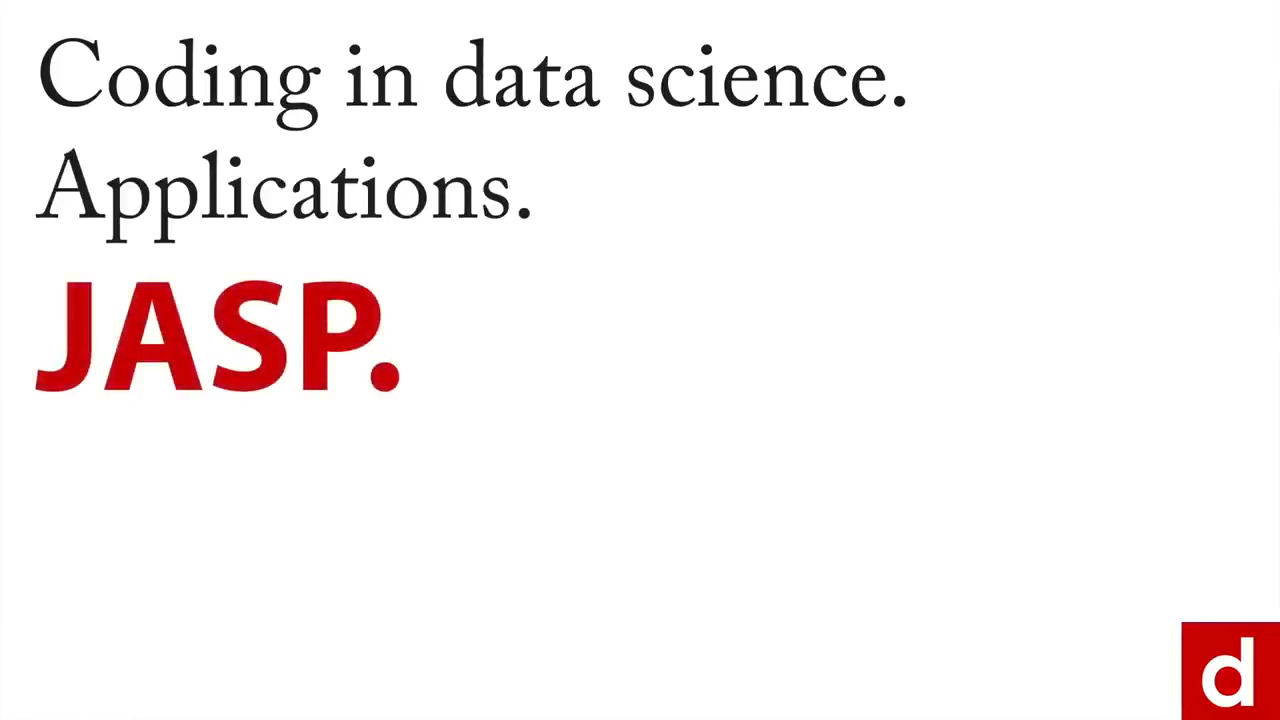 Coding in data science.
Applications.
JASP.
d